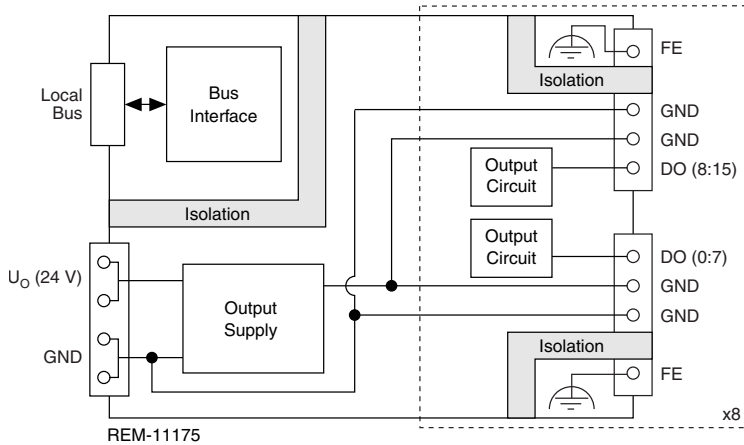 FE
Isolation
Local
Bus
Bus
Interface
GND
GND
Output
Circuit
DO (8:15)
Isolation
Output
Circuit
DO (0:7)
UO (24 V)
GND
Output
Supply
GND
Isolation
GND
FE
x8
REM-11175